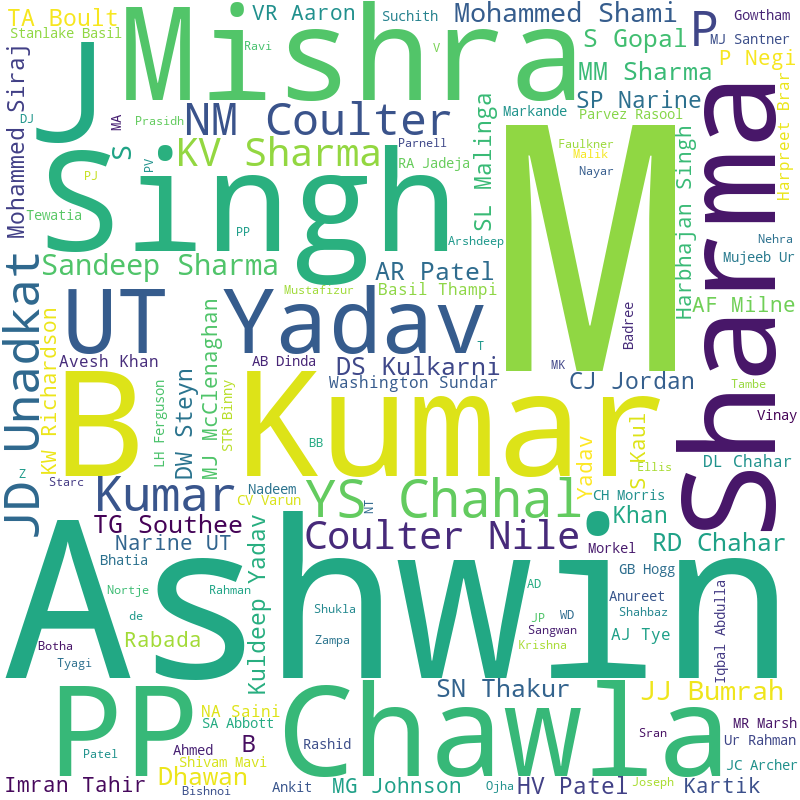 TA Boult
VR Aaron
Suchith
Mohammed Shami
P
Gowtham
Stanlake Basil
Ravi
V
S Gopal
MJ Santner
J
Mishra
P Negi
MM Sharma
Mohammed Siraj
SP Narine
DJ
MA
Prasidh
NM Coulter
Markande
Parvez Rasool
Harpreet Brar
S
PV
KV Sharma
Parnell
RA Jadeja
SL Malinga
Faulkner
Malik
Nayar
Sharma
PJ
Singh
M
Harbhajan Singh
Tewatia
PP
Arshdeep
Nehra
Mujeeb Ur
Sandeep Sharma
AR Patel
Mustafizur
Basil Thampi
AF Milne
JD Unadkat
UT Yadav
Badree
KW Richardson
MJ McClenaghan
T
Avesh Khan
AB Dinda
DS Kulkarni
MK
Washington Sundar
CJ Jordan
Tambe
B Kumar
LH Ferguson
DW Steyn
STR Binny
Vinay
BB
Yadav
S Kaul
DL Chahar
Ellis
Z
Starc
Kumar
Nadeem
CV Varun
YS Chahal
NT
CH Morris
TG Southee
Khan
Coulter Nile
Narine UT
Morkel
RD Chahar
Bhatia
Kuldeep Yadav
GB Hogg
Ashwin
Nortje
Rahman
AD
Anureet
Iqbal Abdulla
de
Shukla
JP
WD
Shahbaz
Rabada
Zampa
Sangwan
AJ Tye
Botha
Krishna
Tyagi
PP Chawla
SN Thakur
JJ Bumrah
NA Saini
SA Abbott
MR Marsh
B
Sran
Ur Rahman
Patel
Ahmed
Rashid
Shivam Mavi
JC Archer
Imran Tahir
Dhawan
Bishnoi
Ankit
MG Johnson
Ojha
HV Patel
Joseph
Kartik